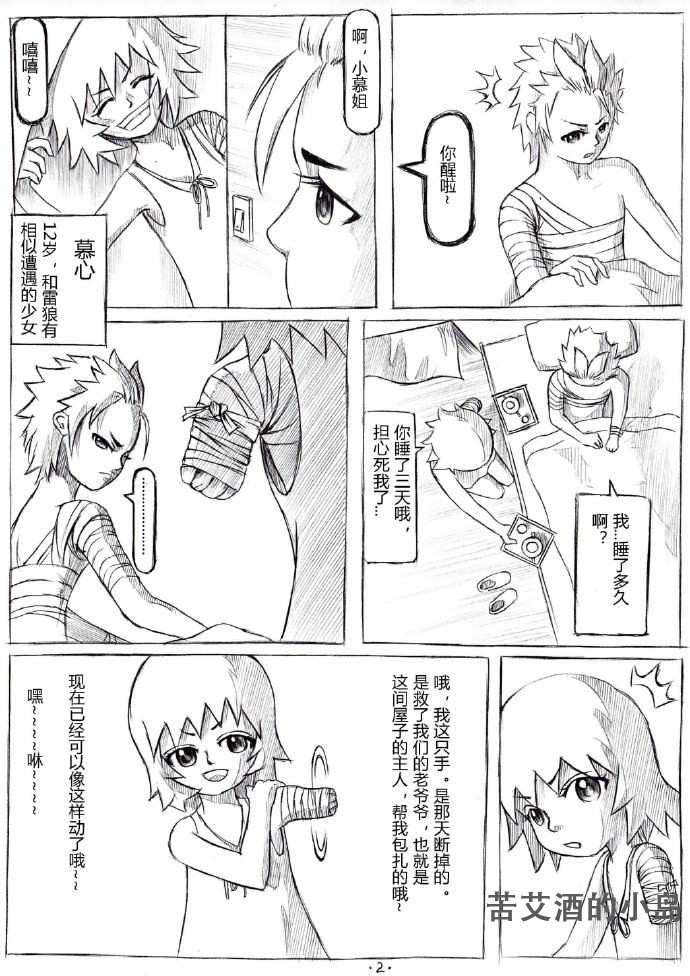 你醒啦~
啊，小慕姐
嘻嘻~~
慕心
12岁，和雷狼有
相似遭遇的少女
我…睡了多久
啊？
你睡了三天哦，
担心死我了…
…………
哦，我这只手。是那天断掉的。
是救了我们的老爷爷，也就是
这间屋子的主人，帮我包扎的哦~
现在已经可以像这样动了哦~~
嘿~~~~咻~~~~
苦艾酒的小岛
·2·